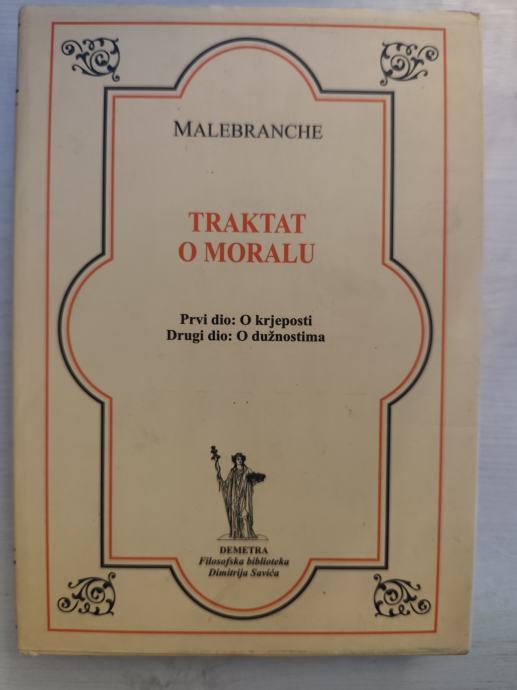 MALEBRANCHE
TRAKTAT
O MORALU
Prvi dio: O krjeposti
Drugi dio: O dužnostima
DEMETRA
Filosofska biblioteka
Dimitrija Savića